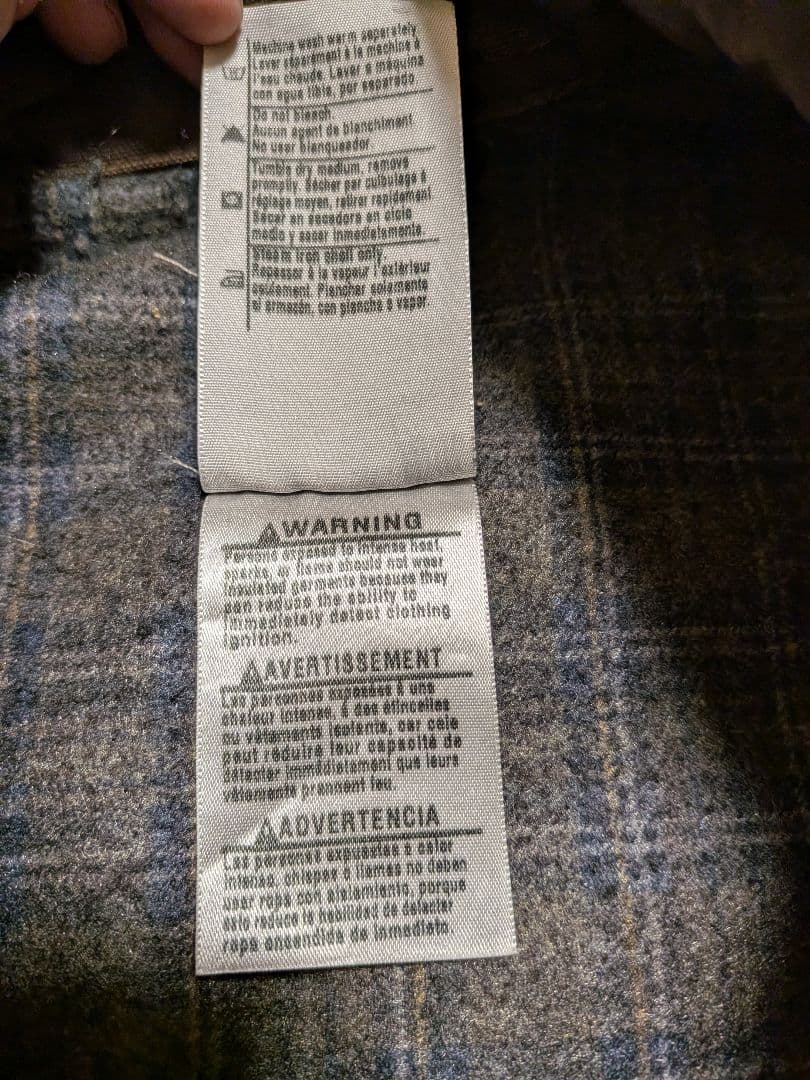 Machine wash warm separately
Laver séparément à la machine à
l'eau chaude. Lavar a máquina
con agua tibia, por separado
Do not bleach
Aucun agent de blanchiment
No usar blanqueador
Tumble dry medium, remove
promptly. Sécher par culbutage à
réglage moyen, retirer rapidement
Secar en secadora en ciclo
medio y sacar inmediatamente.
Steam iron shell only.
Repasser à la vapeur l'extérieur
seulement. Planchar solamente
el armazón, con plancha a vapor.
WARNING
Persons exposed to intense heat,
sparks, or flame should not wear
insulated garments because they
can reduce the ability to
immediately detect clothing
ignition.
AVERTISSEMENT
Les personnes exposées à une
chaleur intense, à des étincelles
ou vêtements isolants, car cela
peut réduire leur capacité de
détecter immédiatement que leurs
vêtements prennent feu.
ADVERTENCIA
Las personas expuestas a calor
intenso, chispas o llamas no deben
usar ropa con aislamiento, porque
esto reduce la habilidad de detectar
ropa encendida de inmediato.